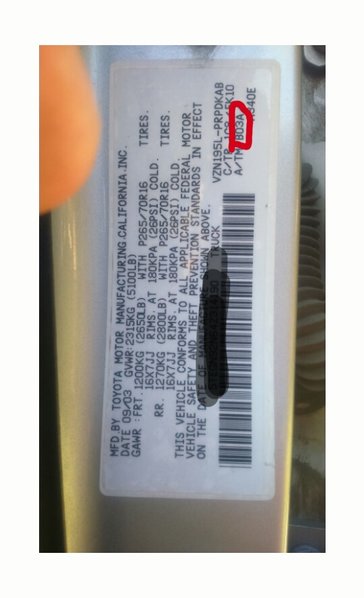 MFD.BY TOYOTA MOTOR MANUFACTURING.CALIFORNIA.INC.
DATE 09/03 GVWR:2315KG (5100LB)
GAWR:FRT.1200KG (2650LB) WITH P265/70R16 TIRES.
16X7JJ RIMS. AT 180KPA (26PSI) COLD.
RR. 1270KG (2800LB) WITH P265/70R16 TIRES.
16X7JJ RIMS. AT 180KPA (26PSI) COLD.
THIS VEHICLE CONFORMS TO ALL APPLICABLE FEDERAL MOTOR
VEHICLE SAFETY AND THEFT PREVENTION STANDARDS IN EFFECT
ON THE DATE OF MANUFACTURE SHOWN ABOVE.
TRUCK
VZN195L-PRPDKAB
C/TR FK10
A/TM B03A 340E